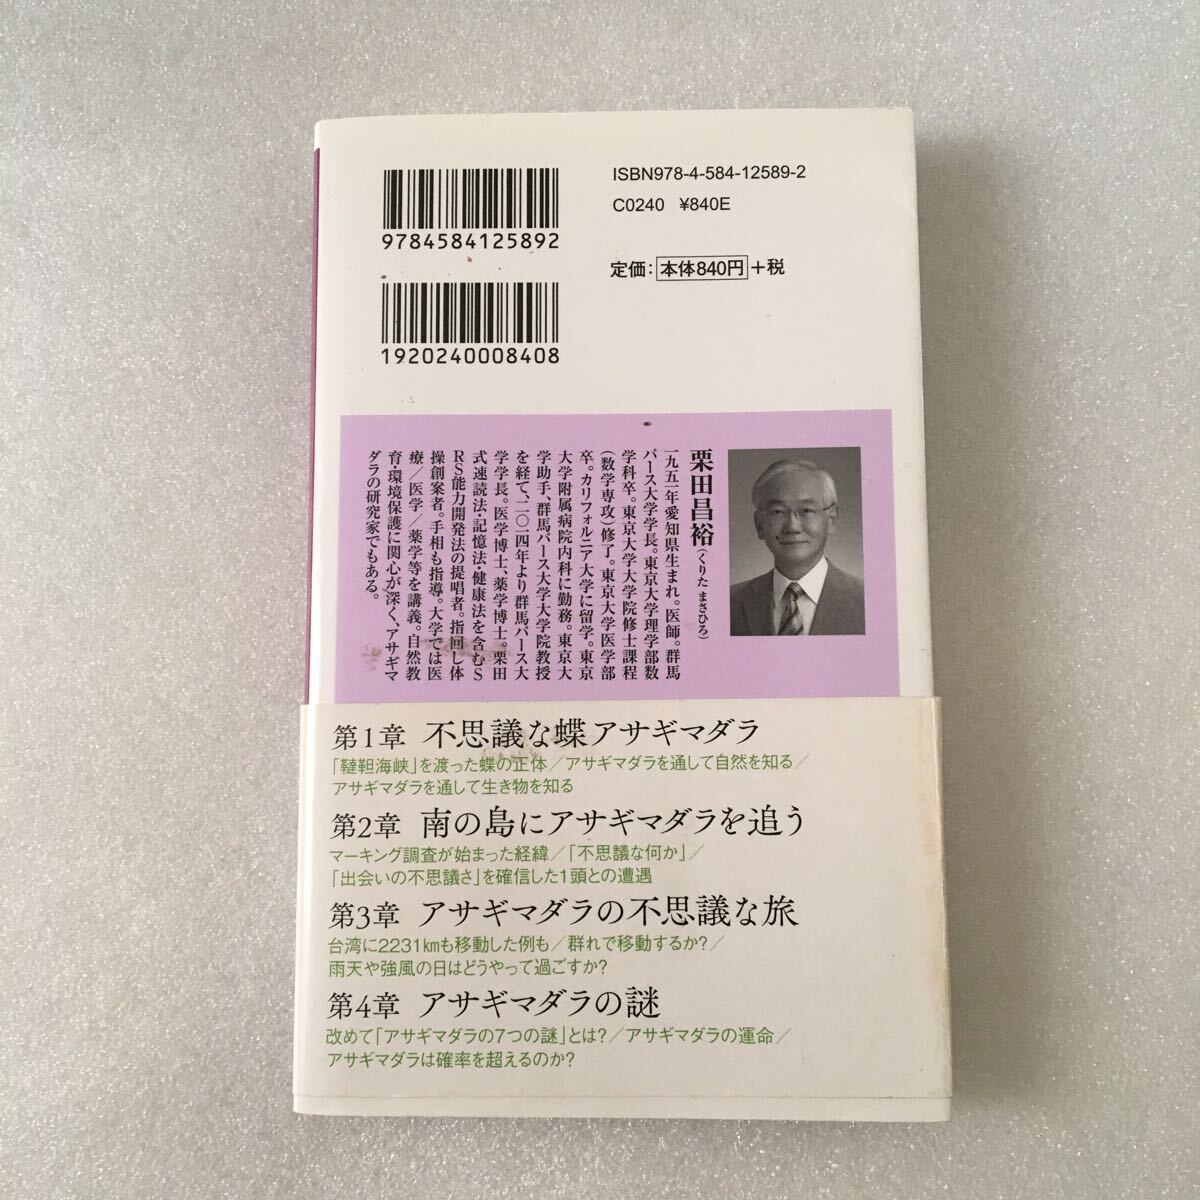 ISBN978-4-584-12589-2
C0240 ¥840E
9784584125892
定価:本体840円+税
1920240008408
栗田昌裕(くりた まさひろ)
一九五一年愛知県生まれ。医師。群馬
パース大学学長。東京大学理学部数
学科卒。東京大学大学院修士課程
(数学専攻)修了。東京大学医学部
卒。カリフォルニア大学に留学。東京
大学附属病院内科に勤務。東京大
学助手、群馬パース大学大学院教授
を経て、二〇一四年より群馬パース大
学学長。医学博士、薬学博士。栗田
式速読法・記憶法・健康法を含むS
RS能力開発法の提唱者。指回し体
操創案者。手相も指導。大学では医
療/医学/薬学等を講義。自然教
育・環境保護に関心が深く、アサギマ
ダラの研究家でもある。
第1章 不思議な蝶アサギマダラ
「韃靼海峡」を渡った蝶の正体/アサギマダラを通して自然を知る/
アサギマダラを通して生き物を知る
第2章 南の島にアサギマダラを追う
マーキング調査が始まった経緯/「不思議な何か」/
「出会いの不思議さ」を確信した1頭との遭遇
第3章 アサギマダラの不思議な旅
台湾に2231kmも移動した例も/群れで移動するか?/
雨天や強風の日はどうやって過ごすか?
第4章 アサギマダラの謎
改めて「アサギマダラの7つの謎」とは?/アサギマダラの運命/
アサギマダラは確率を超えるのか?